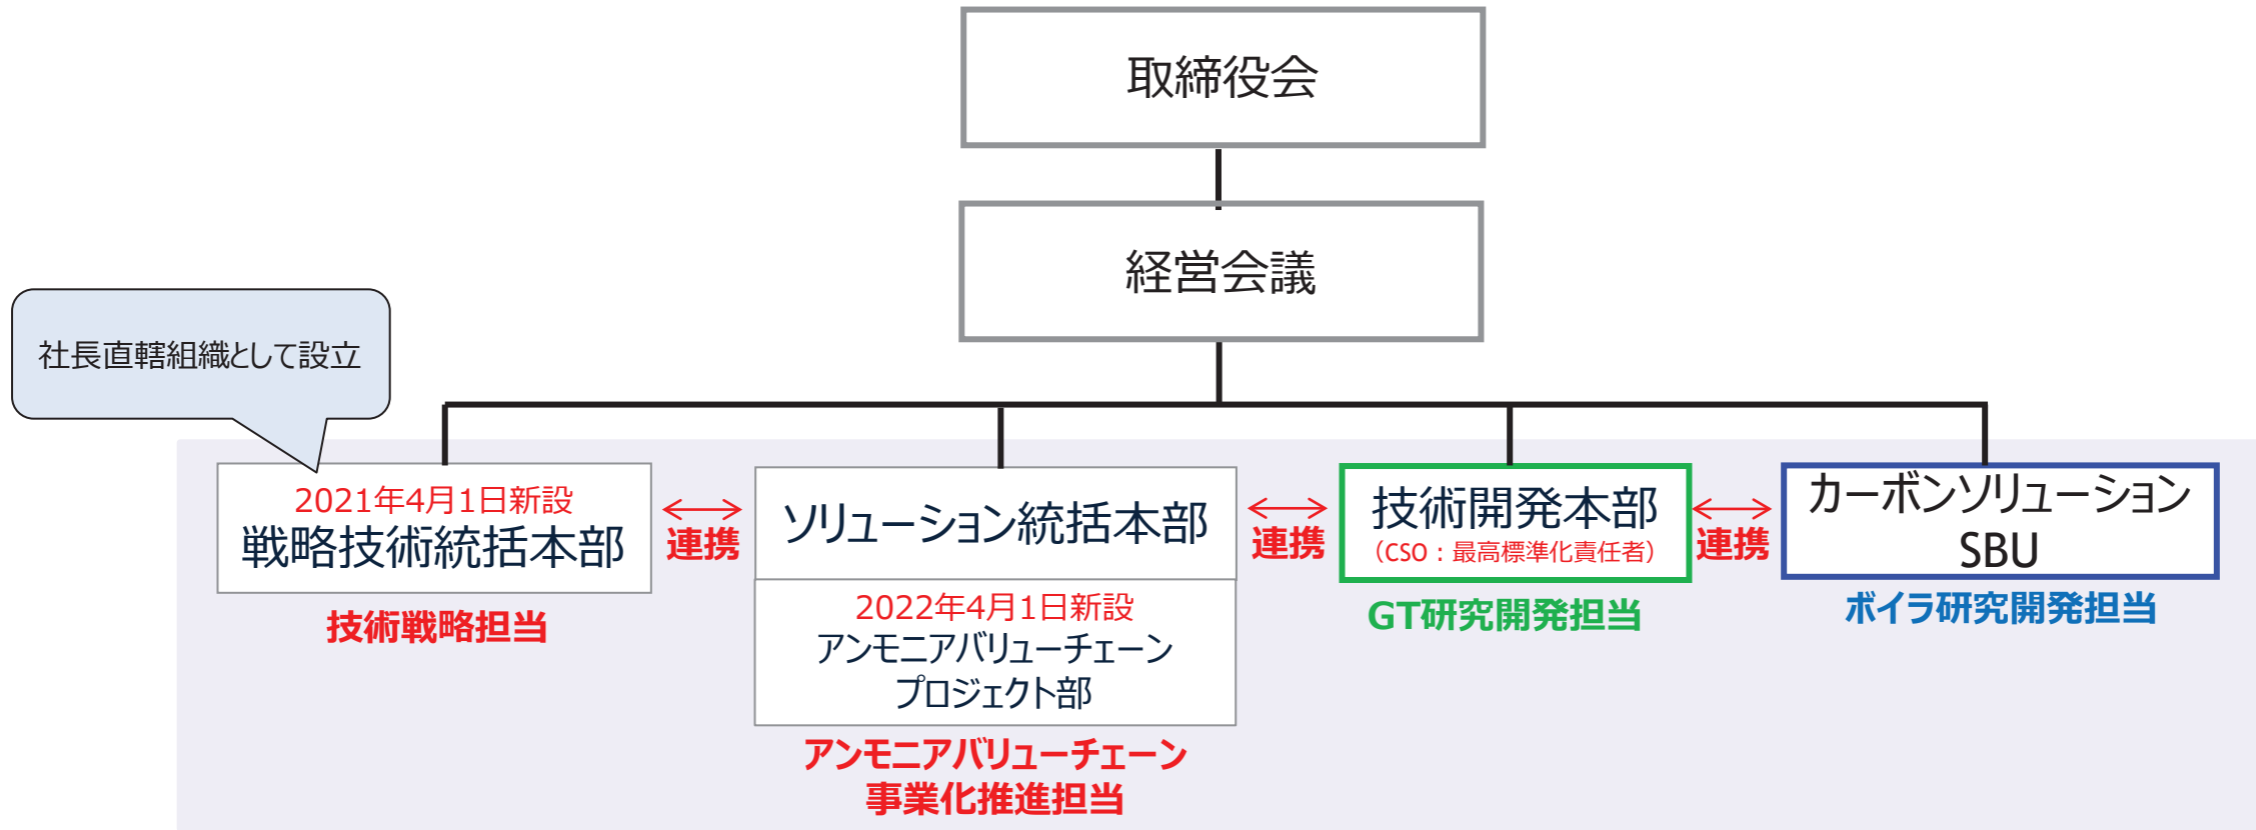 取締役会
経営会議
社長直轄組織として設立
2021年4月1日新設
戦略技術統括本部
技術戦略担当
連携
ソリューション統括本部
2022年4月1日新設
アンモニアバリューチェーン
プロジェクト部
アンモニアバリューチェーン
事業化推進担当
連携
技術開発本部
（CSO：最高標準化責任者）
GT研究開発担当
連携
カーボンソリューション
SBU
ボイラ研究開発担当